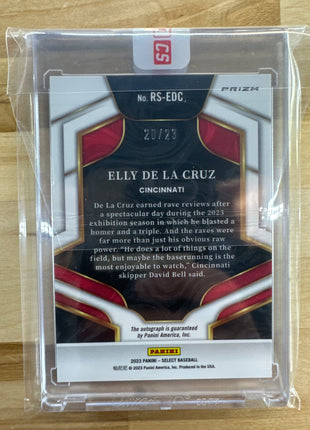 No. RS-EDC
PRIZM
20/23
ELLY DE LA CRUZ
CINCINNATI
De La Cruz earned rave reviews after
a spectacular day during the 2023
exhibition season in which he blasted a
homer and a triple. And the raves were
far more than just his obvious raw
power. “He does a lot of things on the
field, but maybe the baserunning is the
most enjoyable to watch,” Cincinnati
skipper David Bell said.
The autograph is guaranteed
by Panini America, Inc.
PANINI
2023 PANINI – SELECT BASEBALL
© 2023 Panini America, Inc. Produced in the USA.